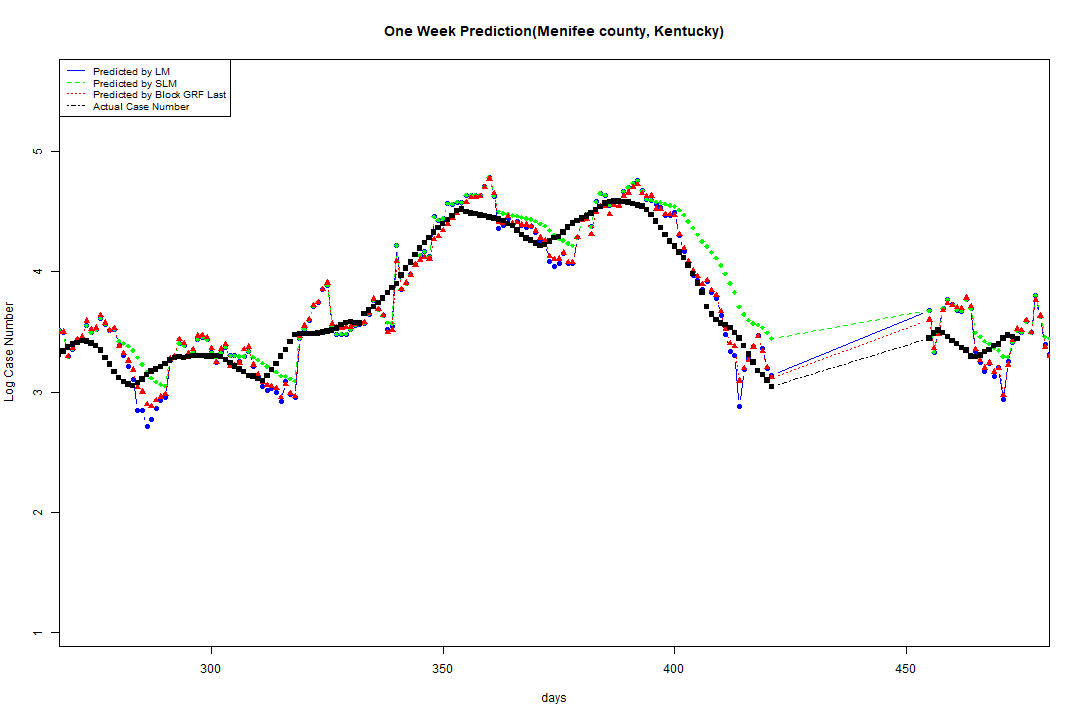 One Week Prediction(Menifee county, Kentucky)
Predicted by LM
Predicted by SLM
Predicted by Block GRF Last
Actual Case Number
5
4
3
2
1
Log Case Number
300
350
400
450
days